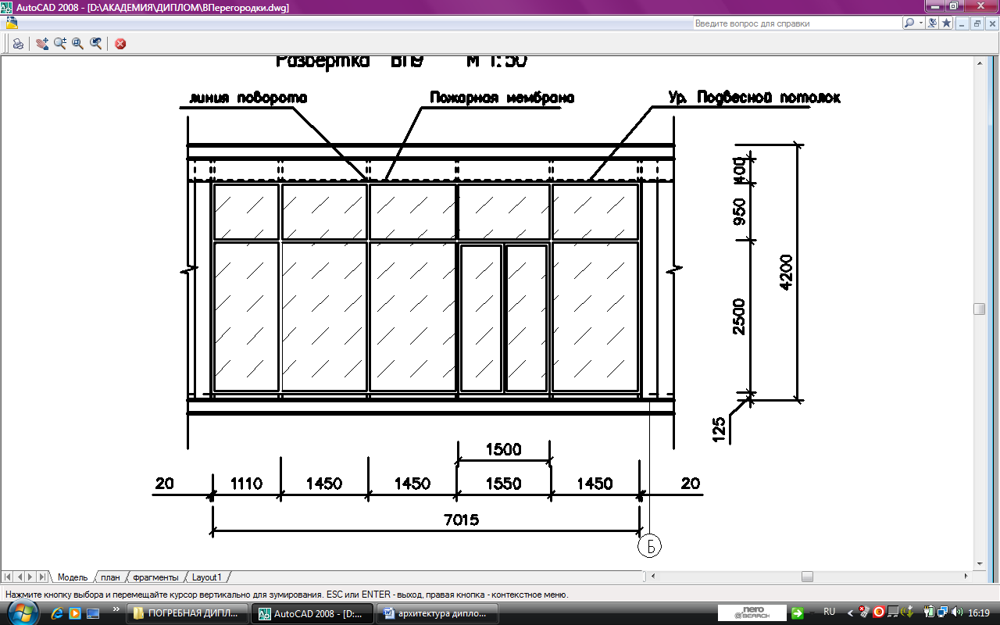 AutoCAD 2008 - [D:\АКАДЕМИЯ\ДИПЛОМ\ВПерегородки.dwg]
Введите вопрос для справки
Развертка ВП9 М 1:50
линия поворота
Пожарная мембрана
Ур. Подвесной потолок
400
950
4200
2500
125
1500
20
1110
1450
1450
1550
1450
20
7015
Б
Модель
план
фрагменты
Layout1
Нажмите кнопку выбора и перемещайте курсор вертикально для зумирования. ESC или ENTER - выход, правая кнопка - контекстное меню.
ПОГРЕБНАЯ ДИПЛ...
AutoCAD 2008 - [D:...
архитектура дипло...
nero
SEARCH
RU
16:19